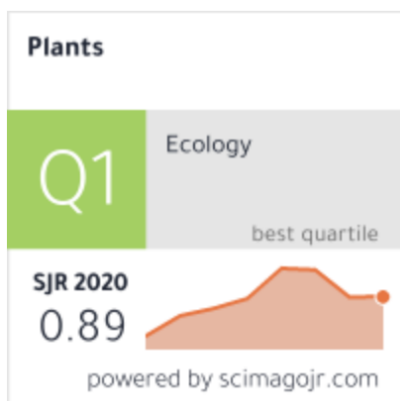 Plants
Q1
Ecology
best quartile
SJR 2020
0.89
powered by scimagojr.com